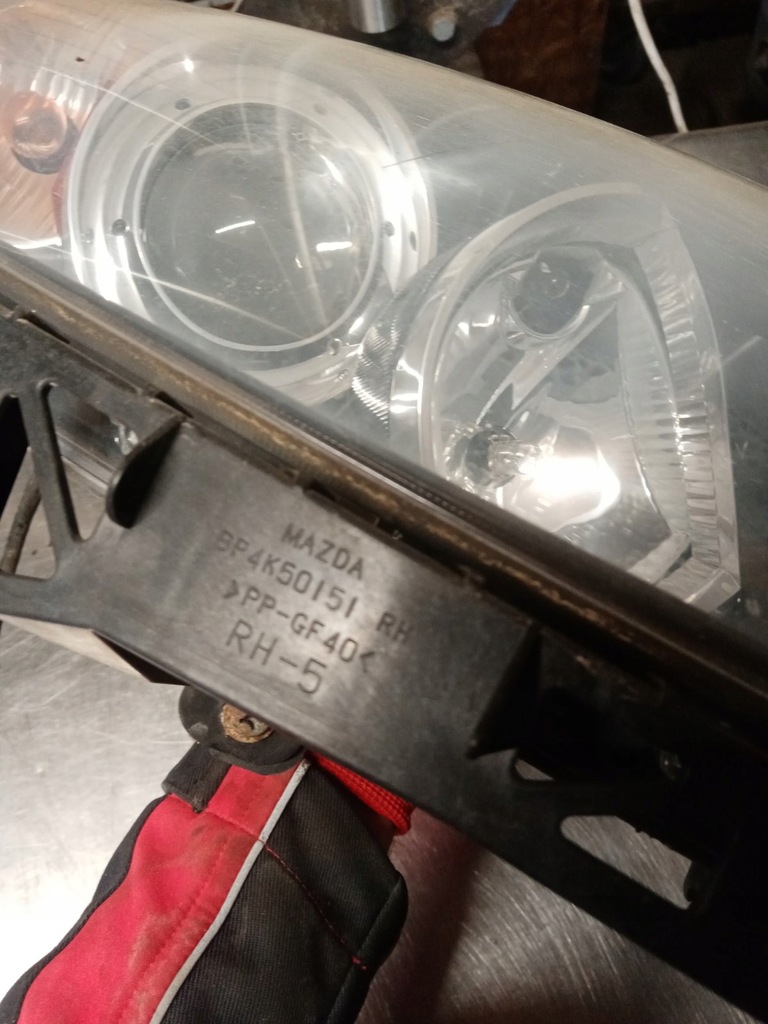 MAZDA
BP4K50151 RH
>PP-GF40<
RH-5